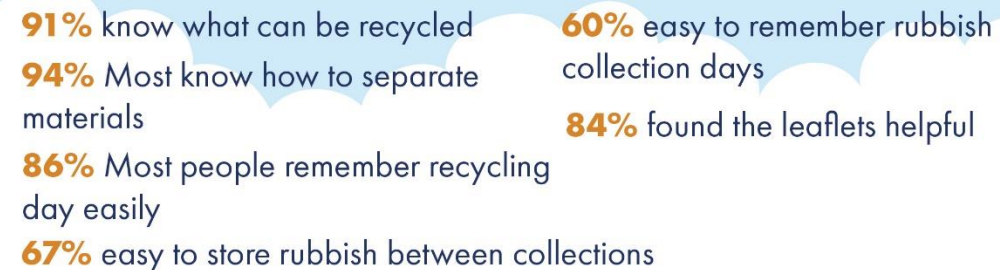 91% know what can be recycled
94% Most know how to separate
materials
86% Most people remember recycling
day easily
67% easy to store rubbish between collections
60% easy to remember rubbish
collection days
84% found the leaflets helpful